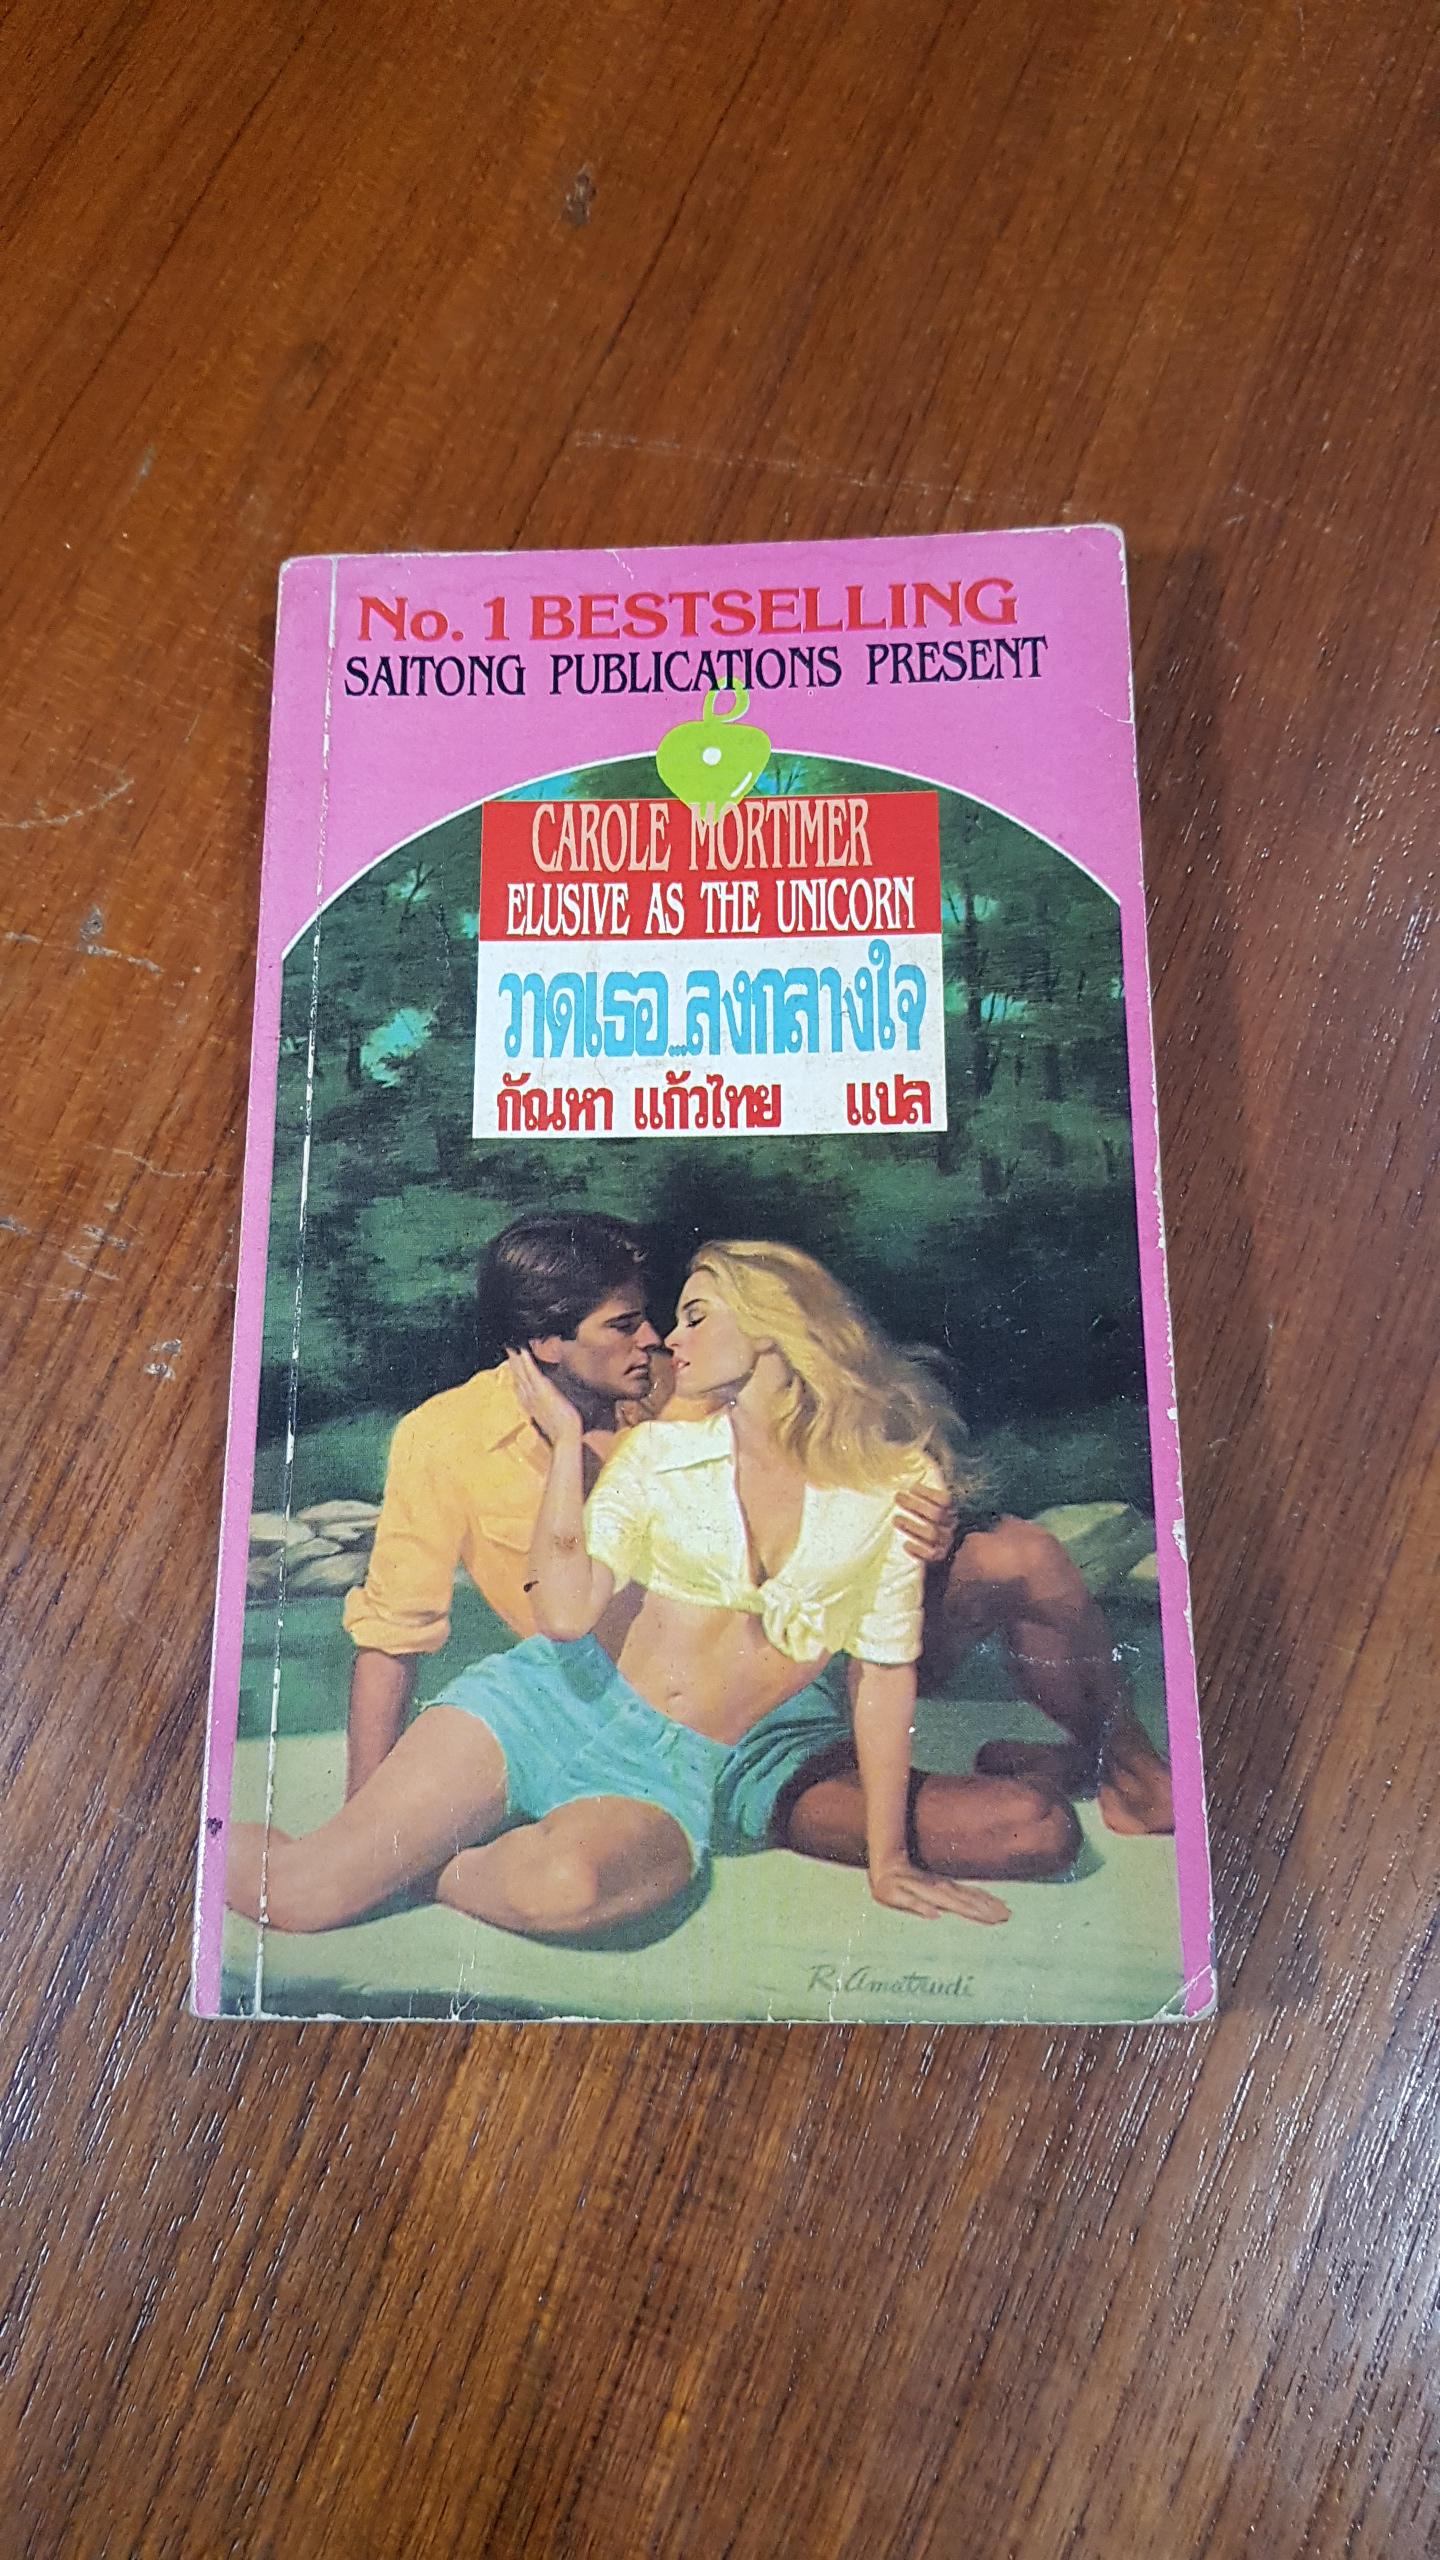 No. 1 BESTSELLING
SAITONG PUBLICATIONS PRESENT
CAROLE MORTIMER
ELUSIVE AS THE UNICORN
วาดเธอ...ลงกลางใจ
กัณหา แก้วไทย แปล
R. Amatrudi